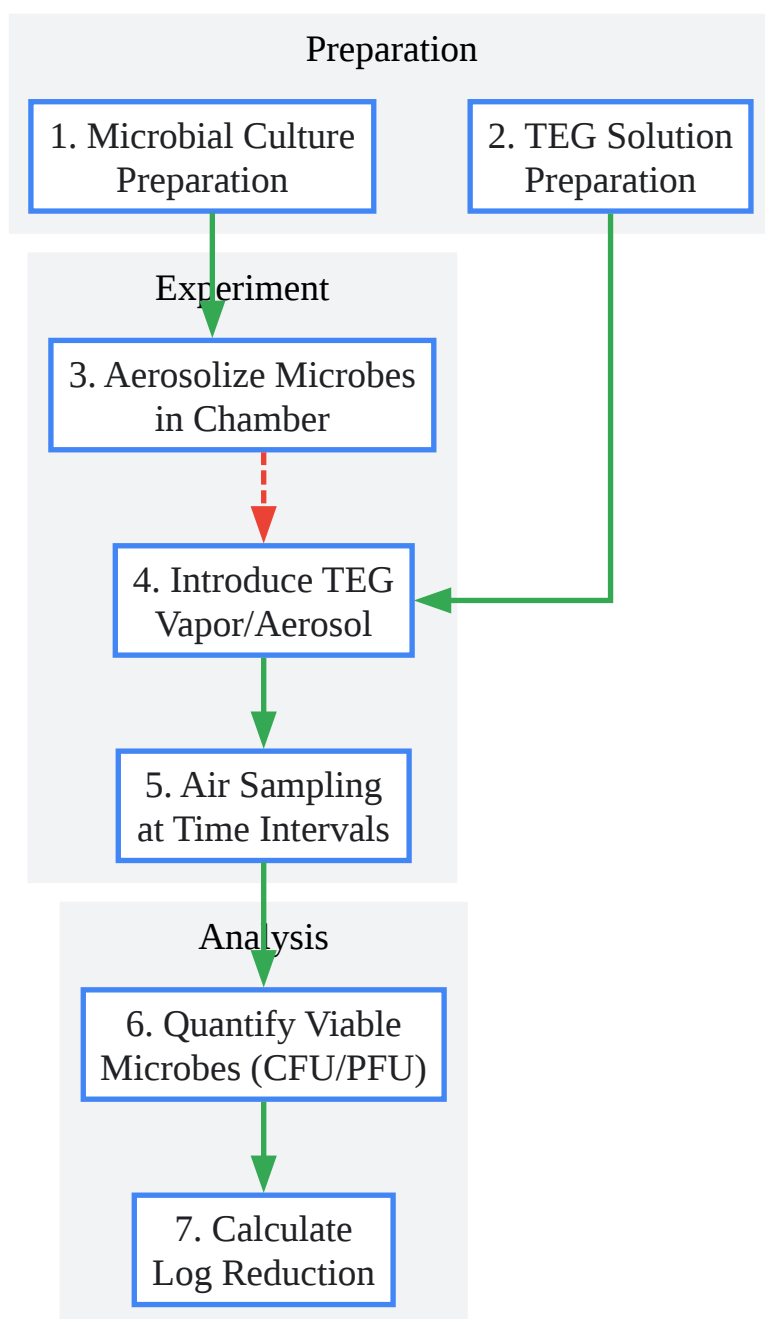 Preparation
1. Microbial Culture
Preparation
2. TEG Solution
Preparation
Experiment
3. Aerosolize Microbes
in Chamber
4. Introduce TEG
Vapor/Aerosol
5. Air Sampling
at Time Intervals
Analysis
6. Quantify Viable
Microbes (CFU/PFU)
7. Calculate
Log Reduction